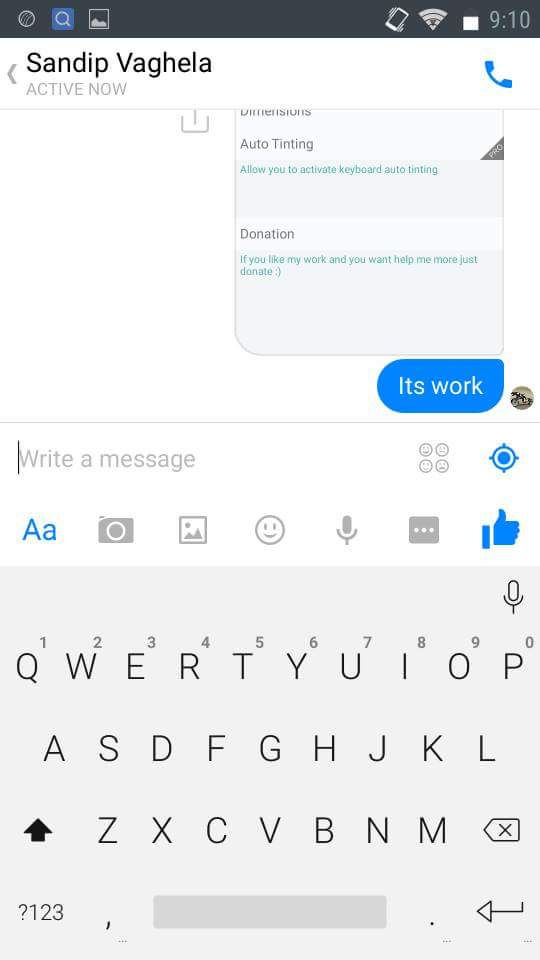 9:10
Sandip Vaghela
ACTIVE NOW
Dimensions
Auto Tinting
PRO
Allow you to activate keyboard auto tinting
Donation
If you like my work and you want help me more just
donate :)
Its work
Write a message
Aa
1 2 3 4 5 6 7 8 9 0
Q W E R T Y U I O P
A S D F G H J K L
Z X C V B N M
?123 , .
... ... ...